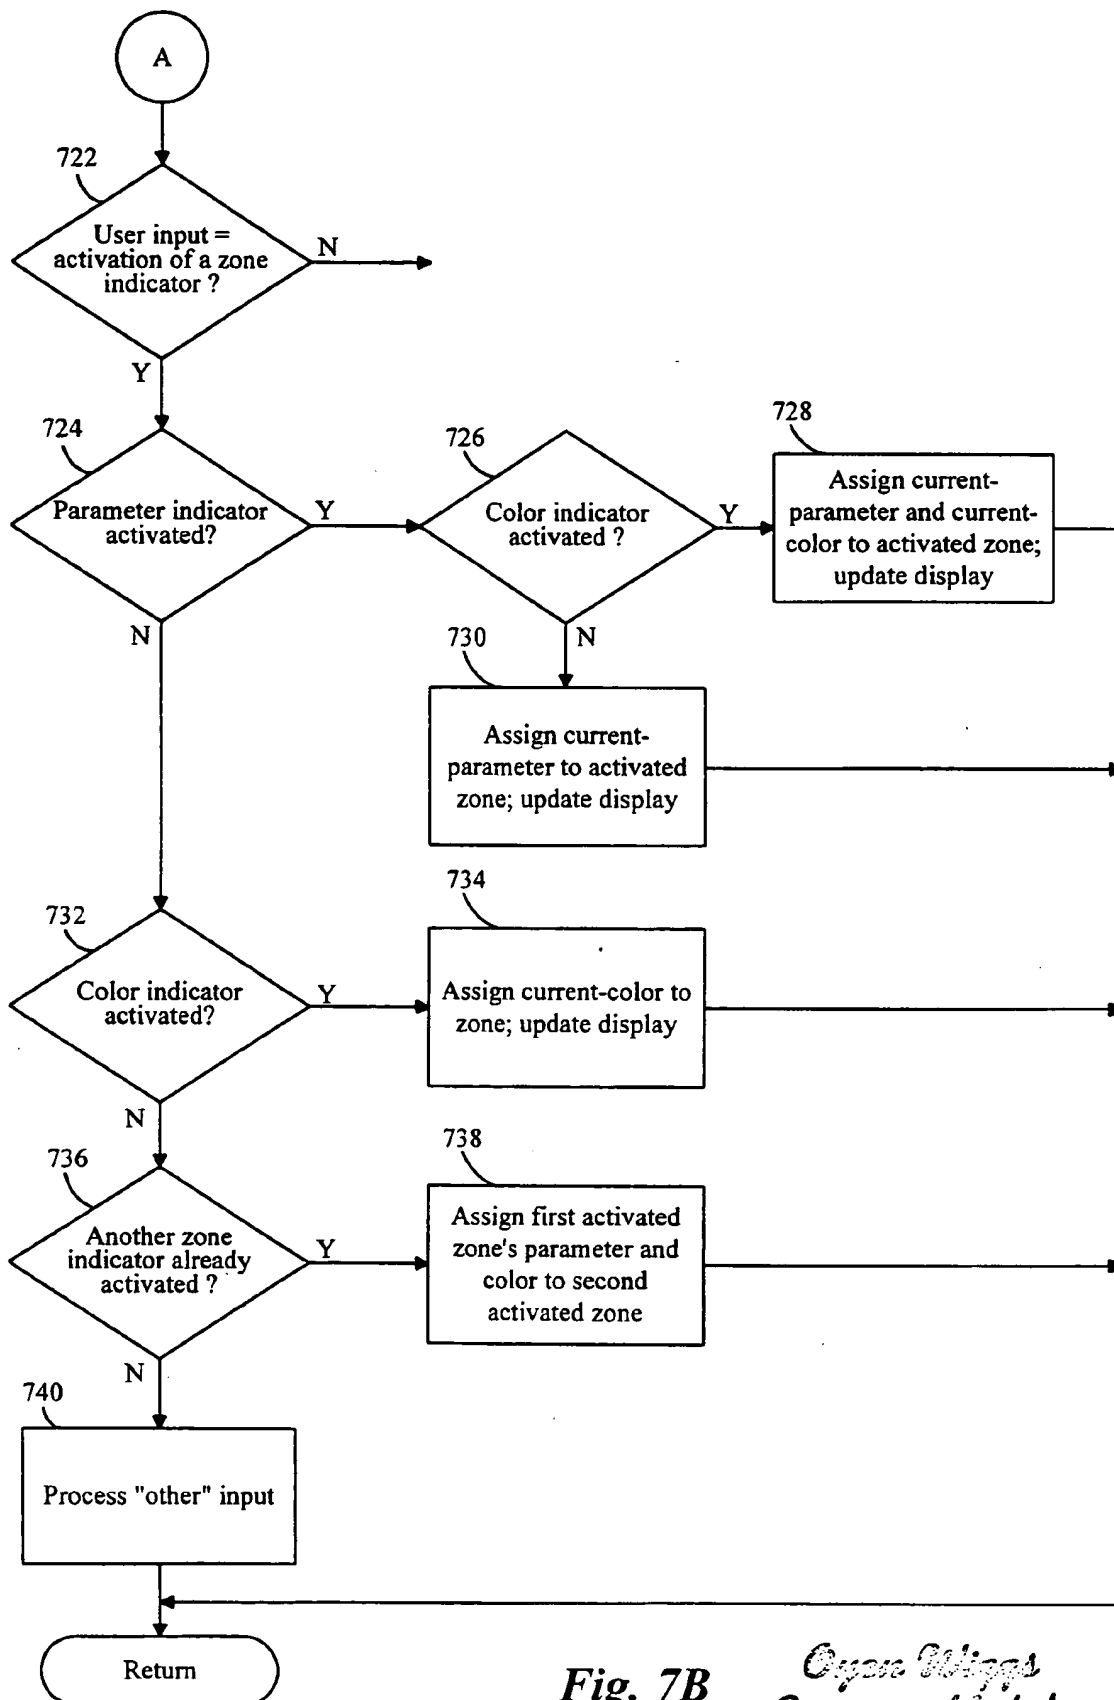 A
722
User input =
activation of a zone
indicator ?
N
Y
724
Parameter indicator
activated?
Y
N
726
Color indicator
activated ?
Y
N
728
Assign current-
parameter and current-
color to activated zone;
update display
730
Assign current-
parameter to activated
zone; update display
732
Color indicator
activated?
Y
N
734
Assign current-color to
zone; update display
736
Another zone
indicator already
activated ?
Y
N
738
Assign first activated
zone's parameter and
color to second
activated zone
740
Process "other" input
Return
Fig. 7B
Oyen Wiggs